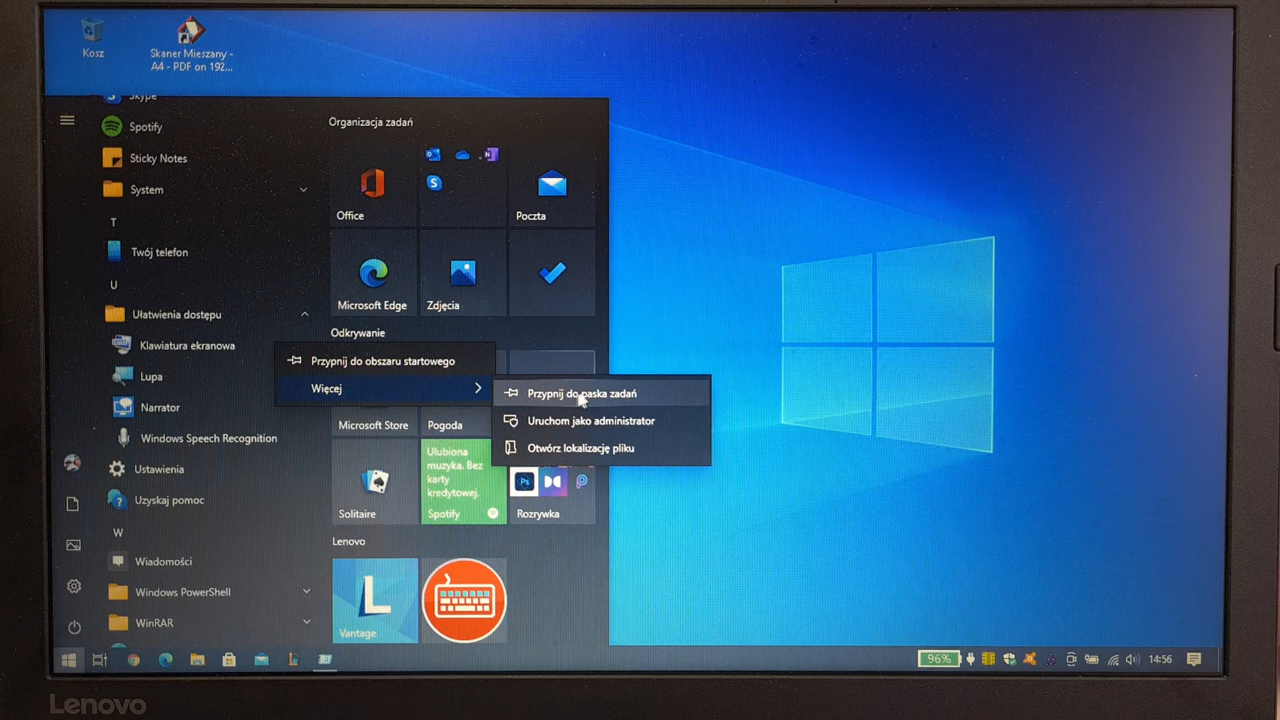 Kosz
Skaner Mieszany -
A4 - PDF on 192...
Skype
Spotify
Sticky Notes
System
T
Twój telefon
U
Ułatwienia dostępu
Klawiatura ekranowa
Lupa
Narrator
Windows Speech Recognition
Ustawienia
Uzyskaj pomoc
W
Wiadomości
Windows PowerShell
WinRAR
Organizacja zadań
Office
Poczta
Microsoft Edge
Zdjęcia
Odkrywanie
Przypnij do obszaru startowego
Więcej
Przypnij do paska zadań
Uruchom jako administrator
Otwórz lokalizację pliku
Microsoft Store
Pogoda
Solitaire
Ulubiona
muzyka. Bez
karty
kredytowej.
Spotify
Ps
Rozrywka
Lenovo
L
Vantage
96%
14:56
Lenovo